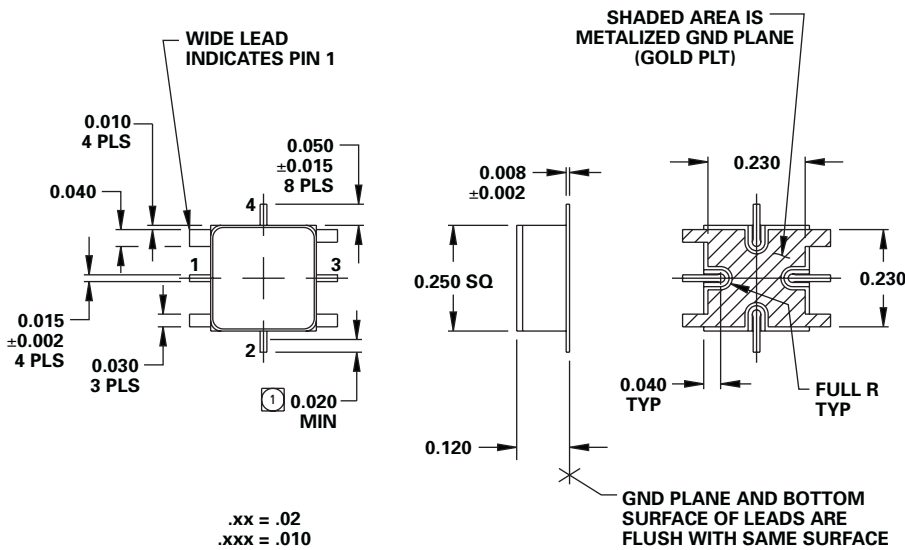 WIDE LEAD
INDICATES PIN 1
SHADED AREA IS
METALIZED GND PLANE
(GOLD PLT)
0.010
4 PLS
0.050
±0.015
8 PLS
0.008
±0.002
0.230
0.040
4
1
3
0.250 SQ
0.230
0.015
±0.002
4 PLS
0.030
3 PLS
2
1
0.020
MIN
0.040
TYP
FULL R
TYP
0.120
GND PLANE AND BOTTOM
SURFACE OF LEADS ARE
FLUSH WITH SAME SURFACE
.xx = .02
.xxx = .010